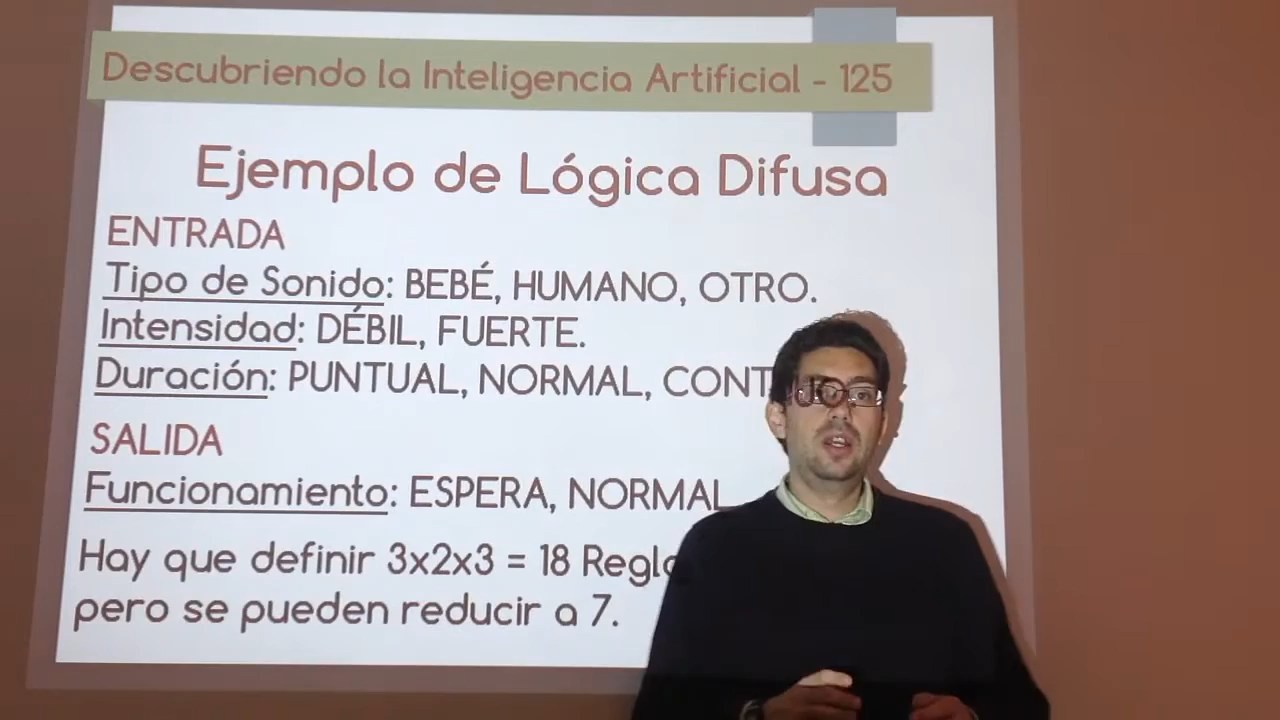 Descubriendo la Inteligencia Artificial - 125
Ejemplo de Lógica Difusa
ENTRADA
Tipo de Sonido: BEBÉ, HUMANO, OTRO.
Intensidad: DÉBIL, FUERTE.
Duración: PUNTUAL, NORMAL,
SALIDA
Funcionamiento: ESPERA, NORMAL
Hay que definir 3x2x3 = 18
pero se pueden reducir a 7.